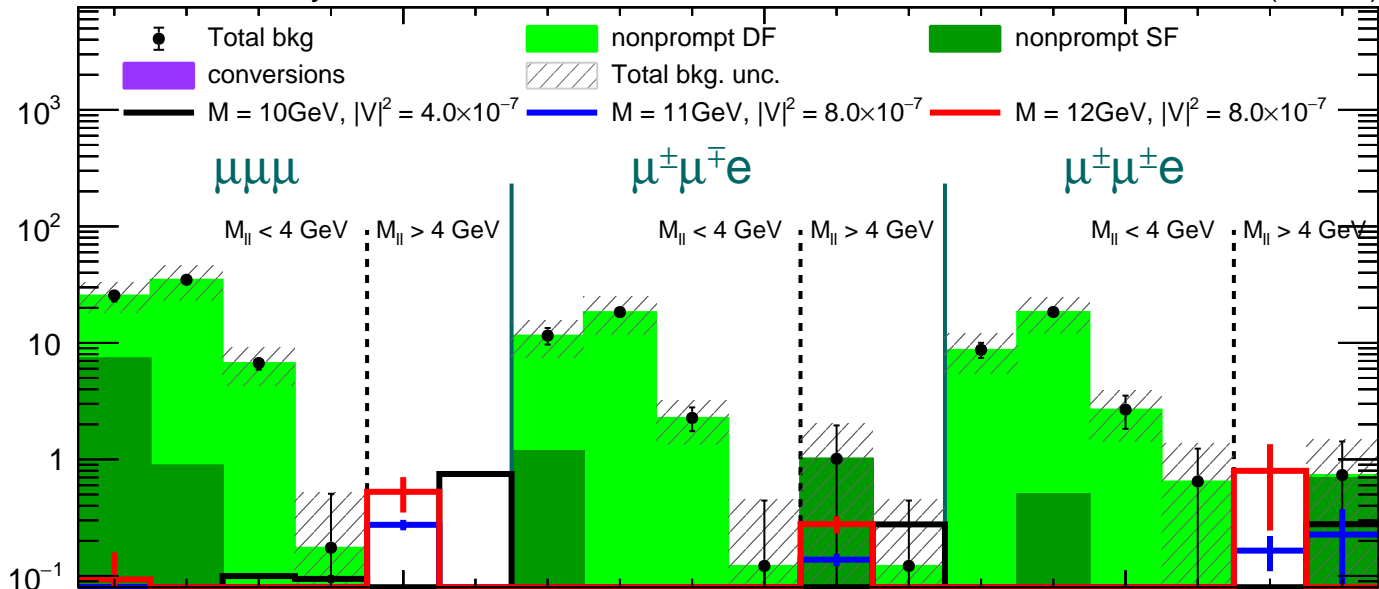 Total bkg nonprompt DF nonprompt SF
conversions Total bkg. unc.
M = 10GeV, |V|² = 4.0×10⁻⁷ M = 11GeV, |V|² = 8.0×10⁻⁷ M = 12GeV, |V|² = 8.0×10⁻⁷
10³
μμμ μ±μ∓e μ±μ±e
10²
M_ll < 4 GeV M_ll > 4 GeV M_ll < 4 GeV M_ll > 4 GeV M_ll < 4 GeV M_ll > 4 GeV
10
1
10⁻¹